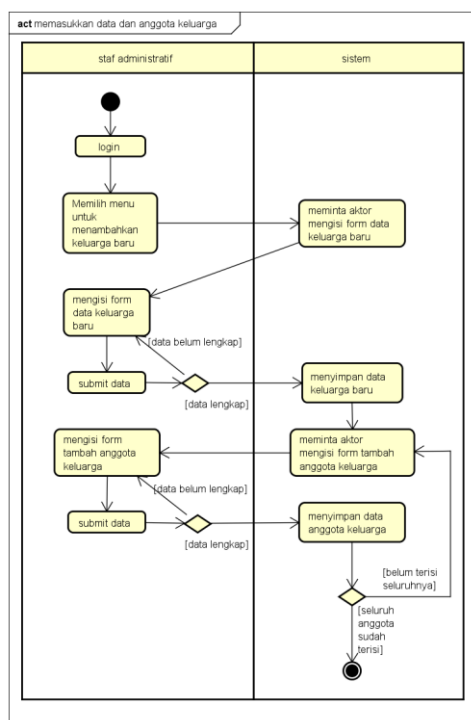 act memasukkan data dan anggota keluarga
staf administratif
sistem
login
Memilih menu
untuk
menambahkan
keluarga baru
meminta aktor
mengisi form data
keluarga baru
mengisi form
data keluarga
baru
[data belum lengkap]
submit data
[data lengkap]
menyimpan data
keluarga baru
mengisi form
tambah anggota
keluarga
meminta aktor
mengisi form tambah
anggota keluarga
[data belum lengkap]
submit data
[data lengkap]
menyimpan data
anggota keluarga
[belum terisi
seluruhnya]
[seluruh
anggota
sudah
terisi]